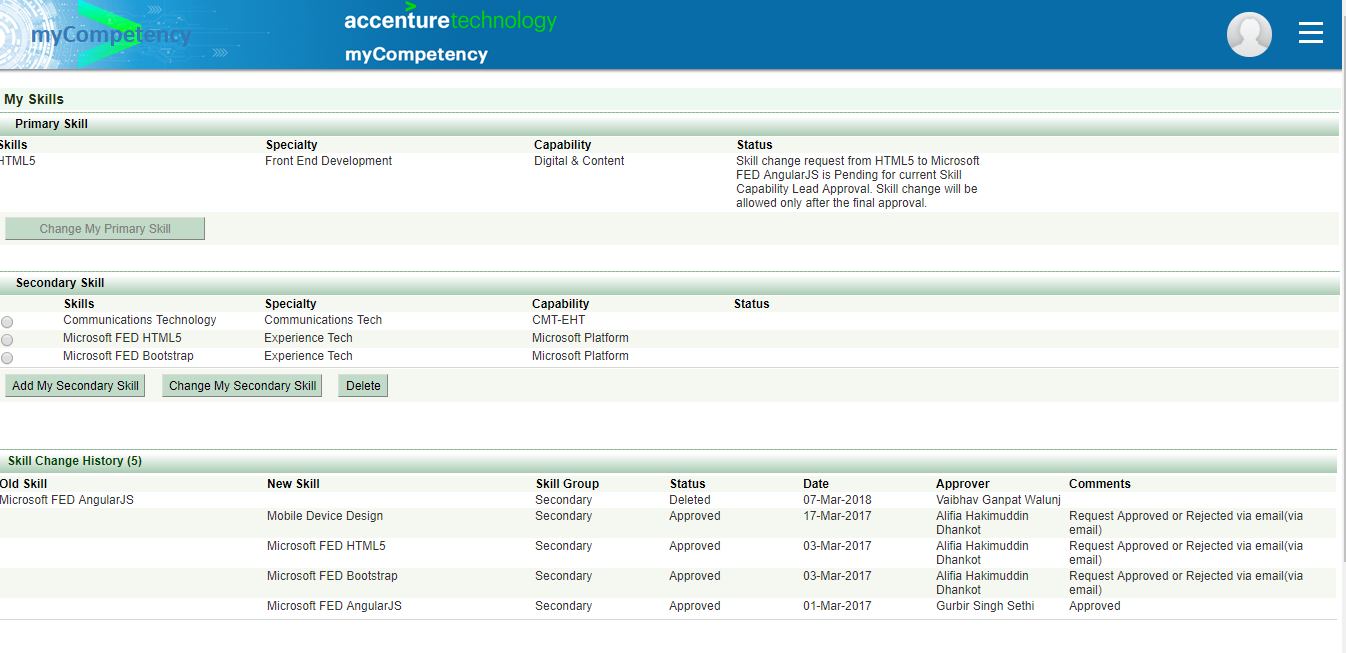 myCompetency
accenturetechnology
myCompetency
My Skills
Primary Skill
Skills Specialty Capability Status
HTML5 Front End Development Digital & Content Skill change request from HTML5 to Microsoft
FED AngularJS is Pending for current Skill
Capability Lead Approval. Skill change will be
allowed only after the final approval.
Change My Primary Skill
Secondary Skill
Skills Specialty Capability Status
Communications Technology Communications Tech CMT-EHT
Microsoft FED HTML5 Experience Tech Microsoft Platform
Microsoft FED Bootstrap Experience Tech Microsoft Platform
Add My Secondary Skill Change My Secondary Skill Delete
Skill Change History (5)
Old Skill New Skill Skill Group Status Date Approver Comments
Microsoft FED AngularJS Secondary Deleted 07-Mar-2018 Vaibhav Ganpat Walunj
Mobile Device Design Secondary Approved 17-Mar-2017 Alifia Hakimuddin Request Approved or Rejected via email(via
Dhankot email)
Microsoft FED HTML5 Secondary Approved 03-Mar-2017 Alifia Hakimuddin Request Approved or Rejected via email(via
Dhankot email)
Microsoft FED Bootstrap Secondary Approved 03-Mar-2017 Alifia Hakimuddin Request Approved or Rejected via email(via
Dhankot email)
Microsoft FED AngularJS Secondary Approved 01-Mar-2017 Gurbir Singh Sethi Approved